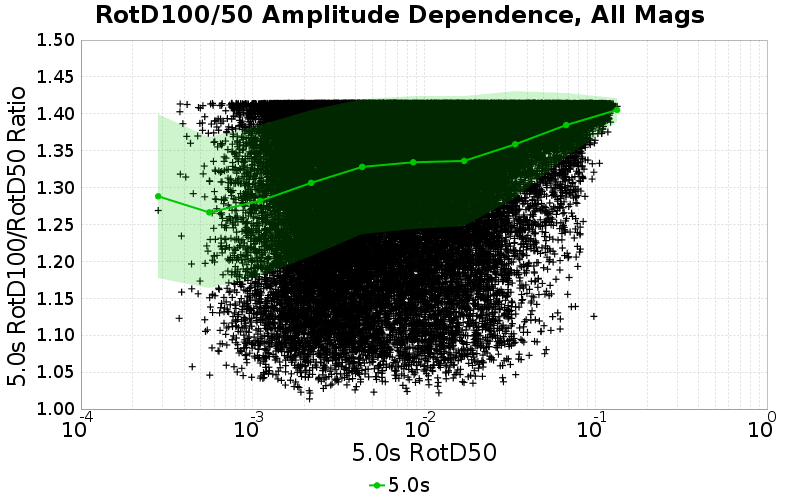 RotD100/50 Amplitude Dependence, All Mags
5.0s RotD100/RotD50 Ratio
1.50
1.45
1.40
1.35
1.30
1.25
1.20
1.15
1.10
1.05
1.00
10^-4 10^-3 10^-2 10^-1 10^0
5.0s RotD50
5.0s